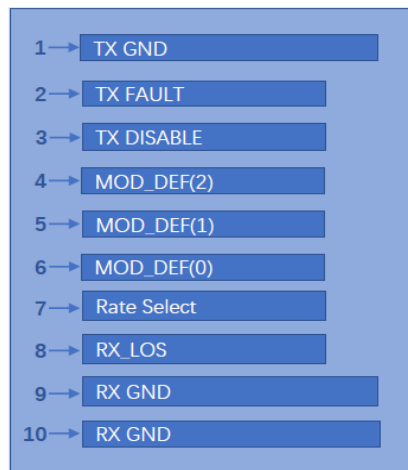 1 TX GND
2 TX FAULT
3 TX DISABLE
4 MOD_DEF(2)
5 MOD_DEF(1)
6 MOD_DEF(0)
7 Rate Select
8 RX_LOS
9 RX GND
10 RX GND